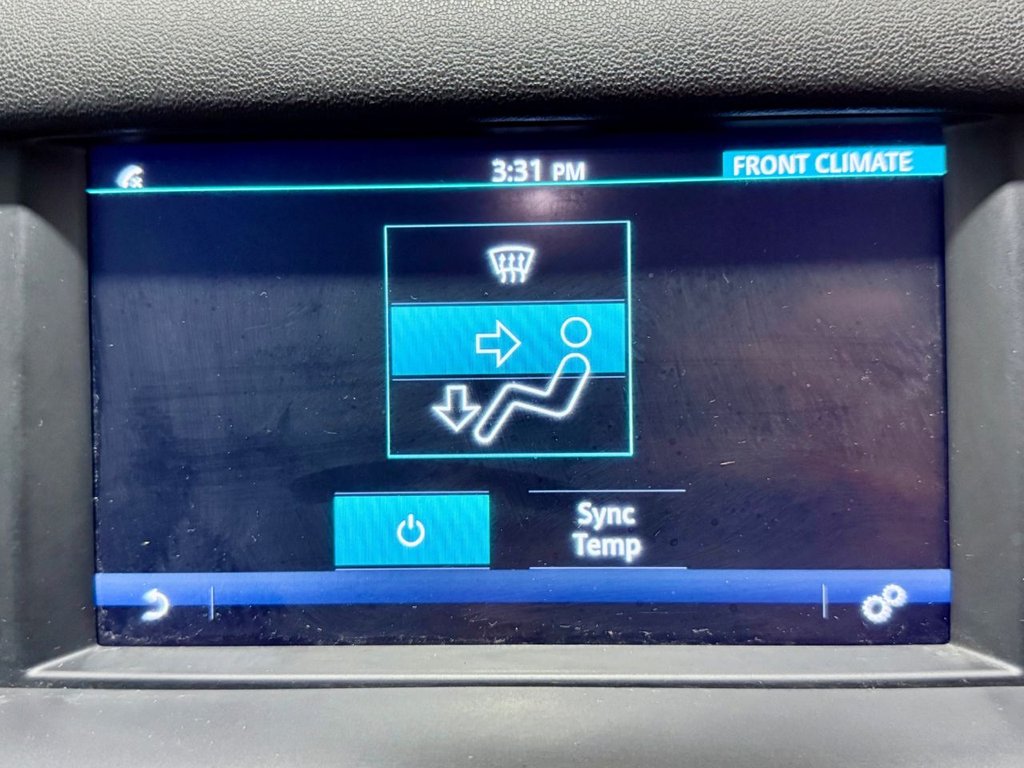 3:31 PM
FRONT CLIMATE
Sync
Temp